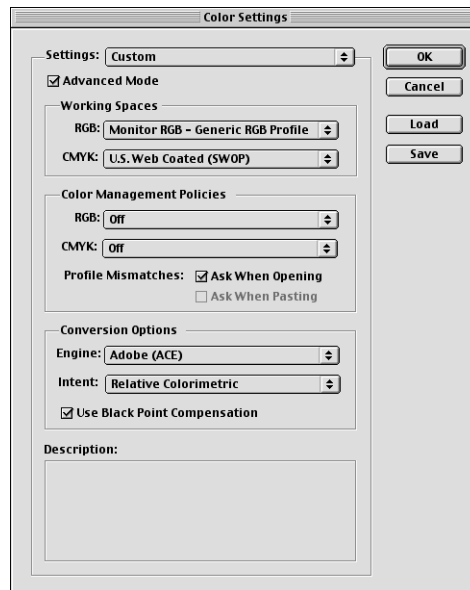 Color Settings
Settings: Custom
OK
Advanced Mode
Cancel
Working Spaces
RGB: Monitor RGB - Generic RGB Profile
Load
CMYK: U.S. Web Coated (SWOP)
Save
Color Management Policies
RGB: Off
CMYK: Off
Profile Mismatches: Ask When Opening
Ask When Pasting
Conversion Options
Engine: Adobe (ACE)
Intent: Relative Colorimetric
Use Black Point Compensation
Description: